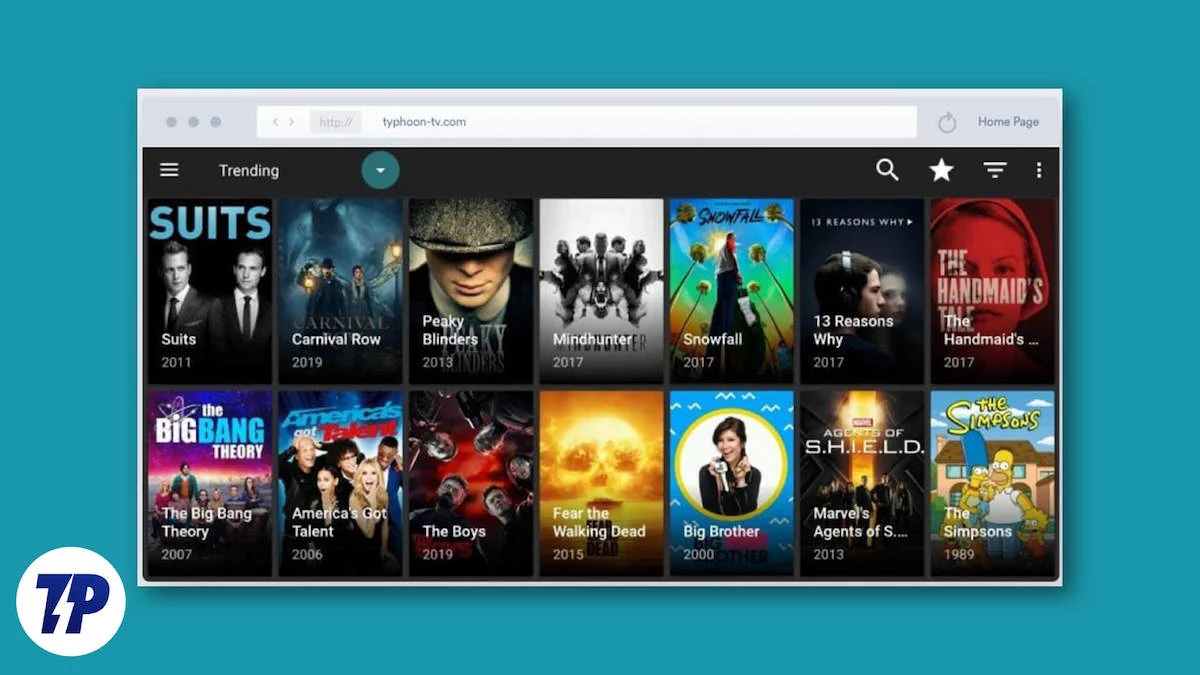 http:// typhoon-tv.com Home Page
Trending
SUITS
Suits
2011
CARNIVAL
ROW
Carnival Row
2019
PEAKY
BLINDERS
Peaky
Blinders
2013
MINDHUNTER
Mindhunter
2017
SNOWFALL
Snowfall
2017
13 REASONS WHY
13 Reasons
Why
2017
THE
HANDMAID'S
TALE
The
Handmaid's ...
2017
the
BIG BANG
THEORY
The Big Bang
Theory
2007
America's
got Talent
America's Got
Talent
2006
The Boys
2019
FEAR THE
WALKING
DEAD
Fear the
Walking Dead
2015
BIG
BROTHER
Big Brother
2000
MARVEL
AGENTS OF
S.H.I.E.L.D.
Marvel's
Agents of S....
2013
THE
SIMPSONS
The
Simpsons
1989
TP